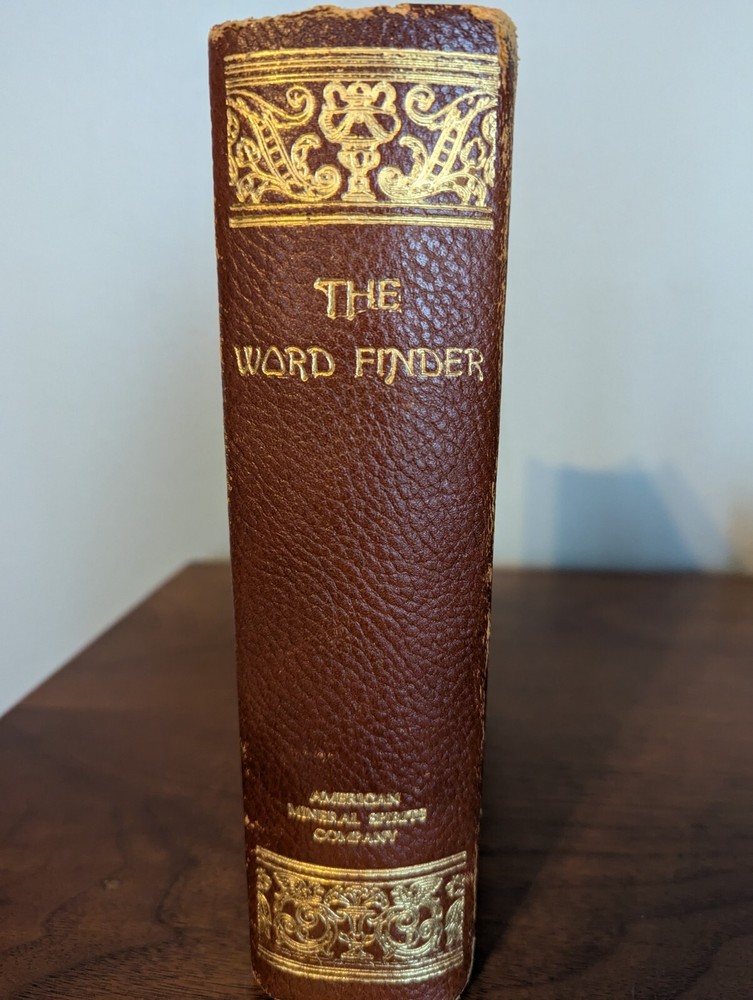 THE
WORD FINDER
AMERICAN
MINERAL SPIRITS
COMPANY